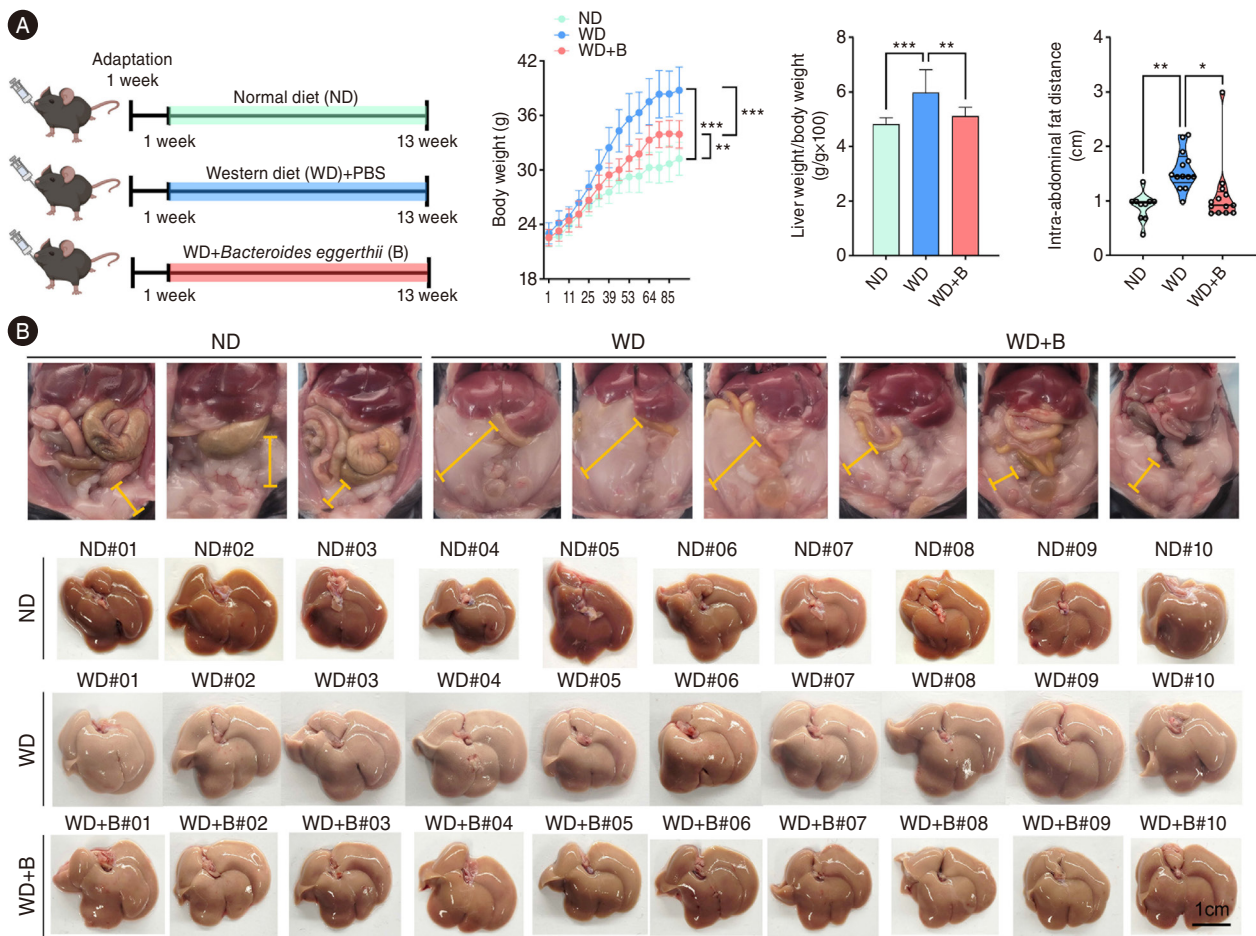 A
Adaptation
1 week
Normal diet (ND)
1 week
13 week
Western diet (WD)+PBS
1 week
13 week
WD+Bacteroides eggerthii (B)
1 week
13 week
ND
WD
WD+B
Body weight (g)
42
36
30
24
18
1 11 25 39 53 64 85
***
**
***
Liver weight/body weight
(g/g×100)
8
6
4
2
0
*** **
ND WD WD+B
Intra-abdominal fat distance
(cm)
4
3
2
1
0
** *
ND WD WD+B
B
ND WD WD+B
ND#01 ND#02 ND#03 ND#04 ND#05 ND#06 ND#07 ND#08 ND#09 ND#10
ND
WD#01 WD#02 WD#03 WD#04 WD#05 WD#06 WD#07 WD#08 WD#09 WD#10
WD
WD+B#01 WD+B#02 WD+B#03 WD+B#04 WD+B#05 WD+B#06 WD+B#07 WD+B#08 WD+B#09 WD+B#10
WD+B
1cm